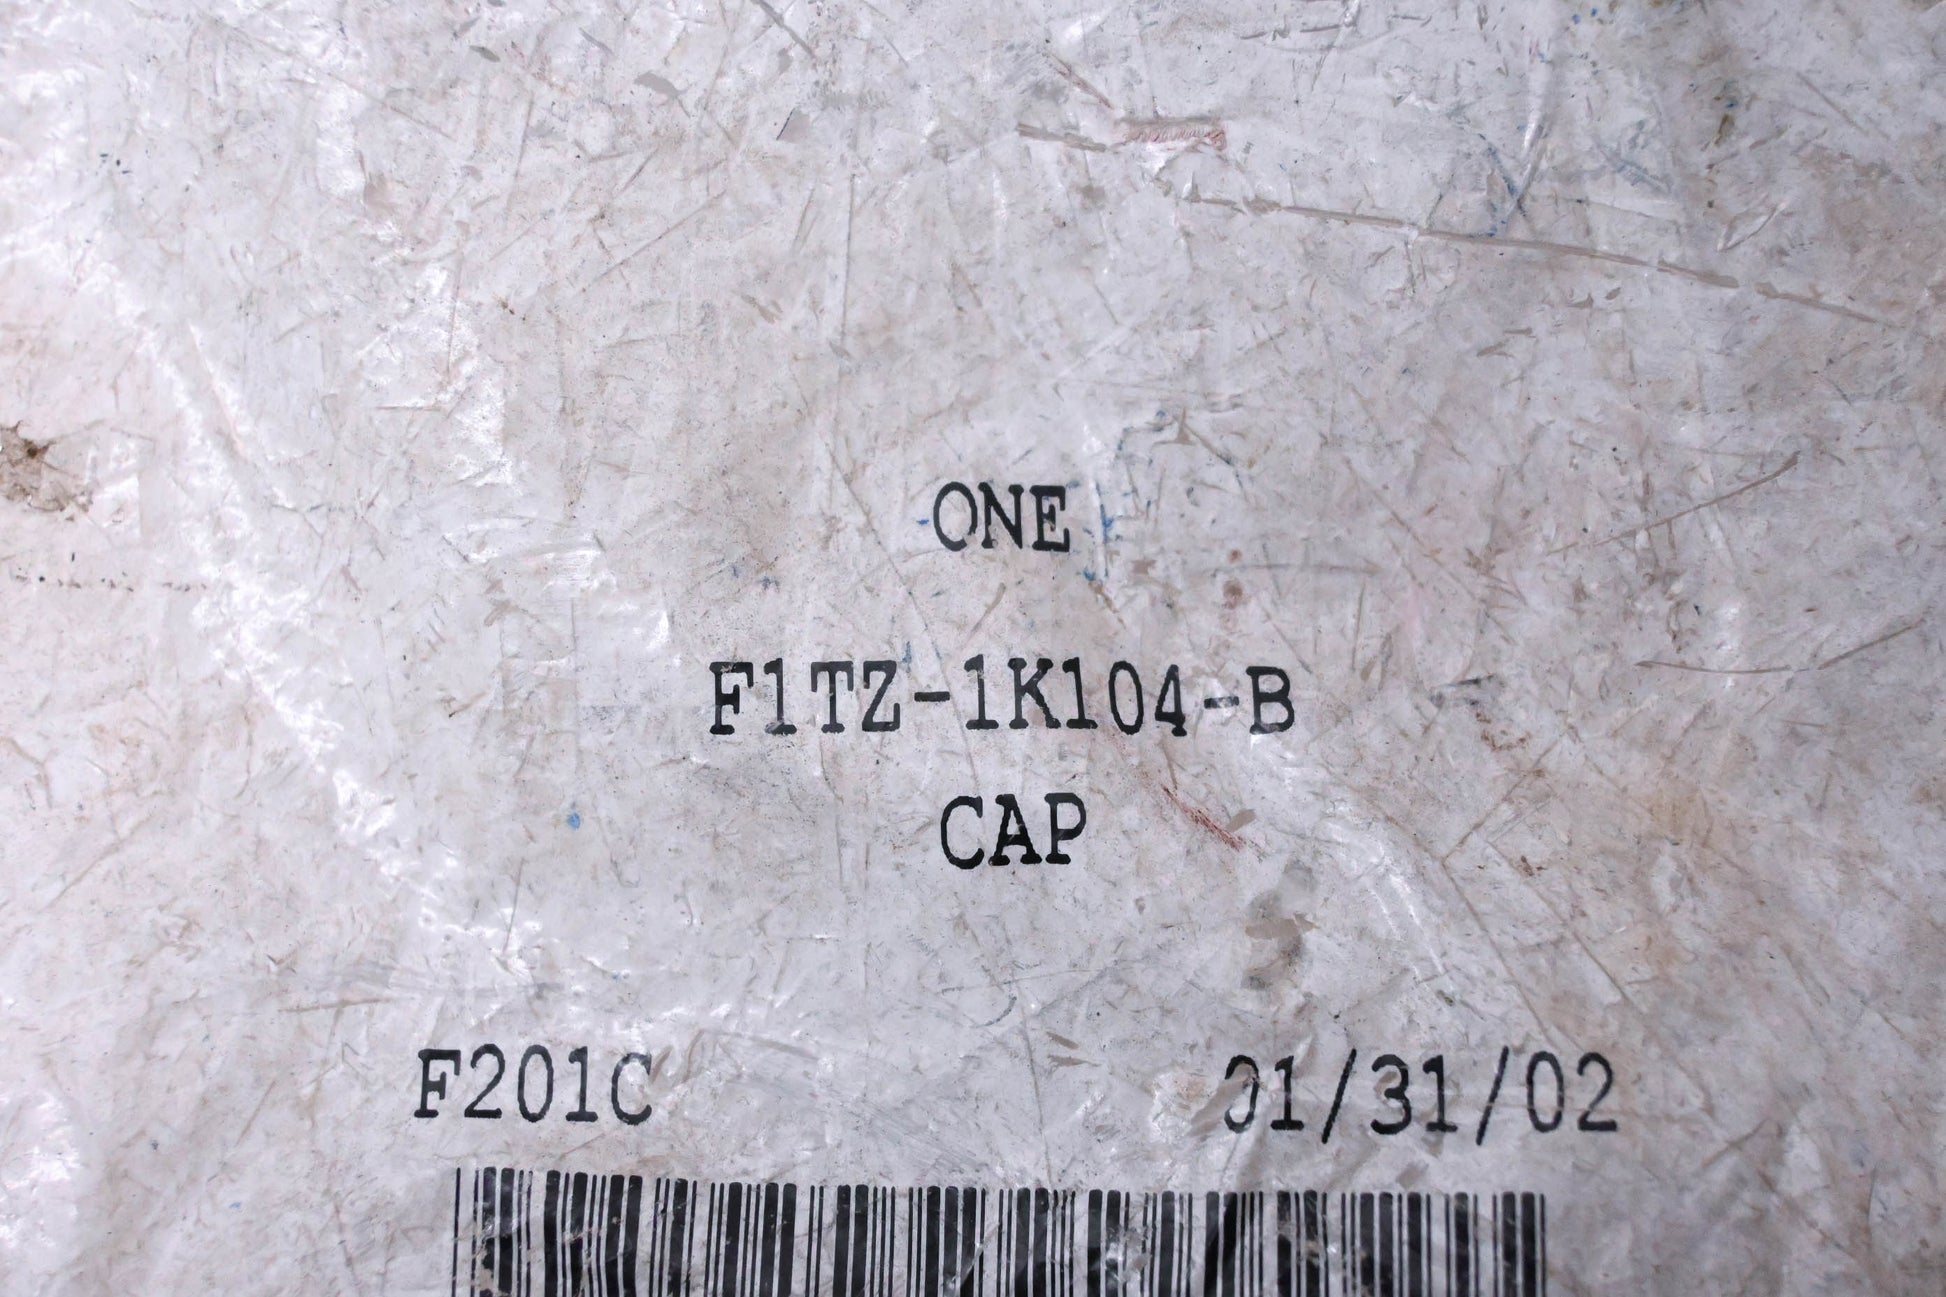 ONE
F1TZ-1K104-B
CAP
F201C 01/31/02